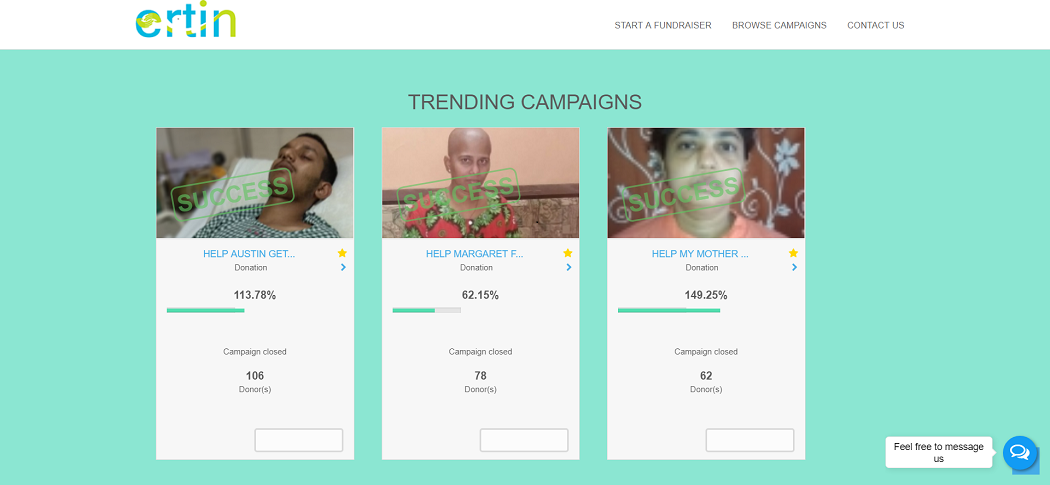 ertin
START A FUNDRAISER BROWSE CAMPAIGNS CONTACT US
TRENDING CAMPAIGNS
SUCCESS SUCCESS SUCCESS
HELP AUSTIN GET... HELP MARGARET F... HELP MY MOTHER ...
Donation Donation Donation
113.78% 62.15% 149.25%
Campaign closed Campaign closed Campaign closed
106 78 62
Donor(s) Donor(s) Donor(s)
Feel free to message
us